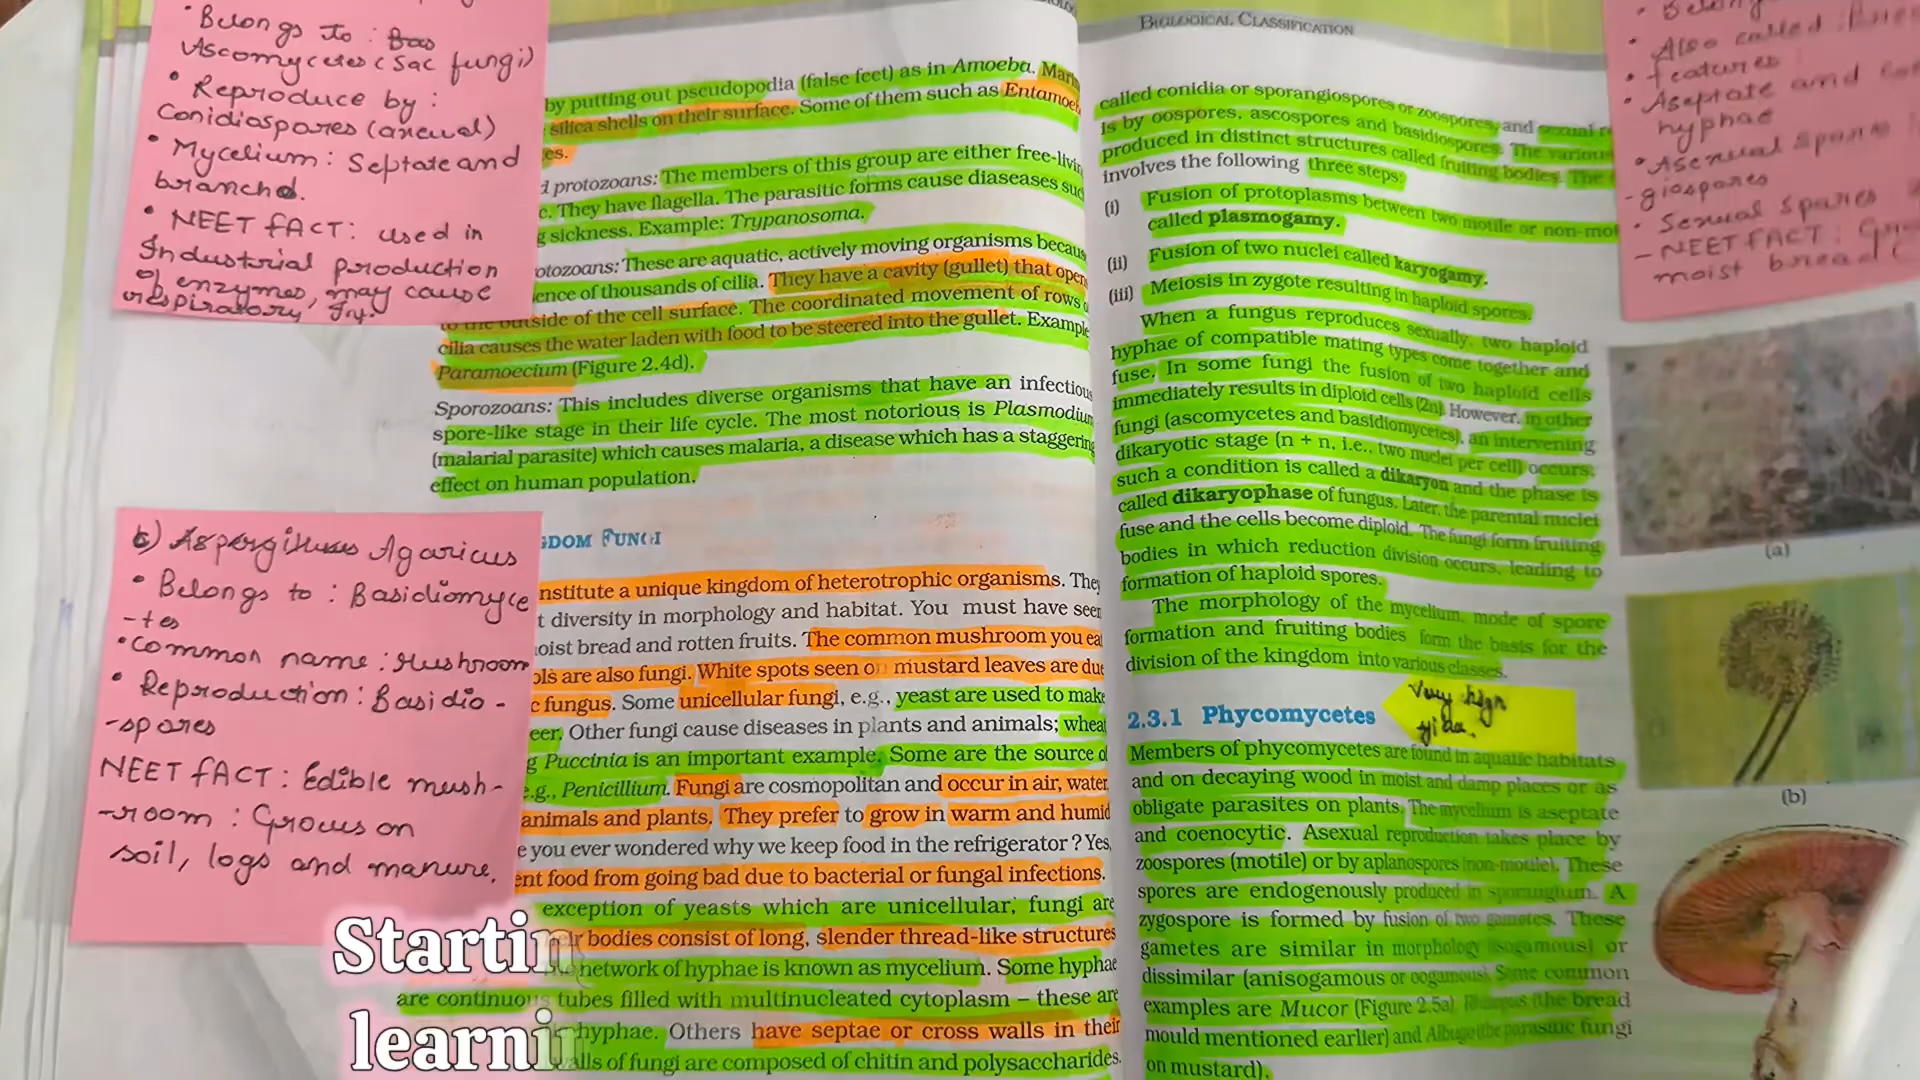 • Belongs to : Bas
Ascomycetes (sac fungi)
• Reproduce by :
Conidiospores (asexual)
• Mycelium : Septate and
branched.
• NEET fACT : used in
Industrial production
of enzymes, may cause
respiratory
b) Aspergillus Agaricus
• Belongs to : Basidiomyce
-tes
• Common name : Mushroom
• Reproduction : Basidio -
-spores
NEET fACT : Edible mush-
-room : Grows on
soil, logs and manure.
by putting out pseudopodia (false feet) as in Amoeba.
silica shells on their surface. Some of them such as
protozoans: The members of this group are either
They have flagella. The parasitic forms cause diaseases
sickness. Example: Trypanosoma.
These are aquatic, actively moving organisms
of thousands of cilia. They have a cavity (gullet) that
outside of the cell surface. The coordinated movement of rows
cilia causes the water laden with food to be steered into the gullet.
Paramoecium (Figure 2.4d).
Sporozoans: This includes diverse organisms that have an infectious
spore-like stage in their life cycle. The most notorious is
(malarial parasite) which causes malaria, a disease which has a
effect on human population.
FUNGI
a unique kingdom of heterotrophic organisms.
diversity in morphology and habitat. You must have seen
bread and rotten fruits. The common mushroom you
are also fungi. White spots seen on mustard leaves are
fungus. Some unicellular fungi, e.g., yeast are used to make
Other fungi cause diseases in plants and animals;
Puccinia is an important example. Some are the source
e.g., Penicillium. Fungi are cosmopolitan and occur in air, water,
animals and plants. They prefer to grow in warm and humid
you ever wondered why we keep food in the refrigerator ? Yes,
food from going bad due to bacterial or fungal infections.
exception of yeasts which are unicellular, fungi are
bodies consist of long, slender thread-like structures
network of hyphae is known as mycelium. Some hyphae
are continuous tubes filled with multinucleated cytoplasm – these are
hyphae. Others have septae or cross walls in their
of fungi are composed of chitin and polysaccharides.
Startin
learnin
BIOLOGICAL CLASSIFICATION
called conidia or sporangiospores or zoospores, and sexual
is by oospores, ascospores and basidiospores. The various
produced in distinct structures called fruiting bodies. The
involves the following three steps:
(i) Fusion of protoplasms between two motile or
called plasmogamy.
(ii) Fusion of two nuclei called karyogamy.
(iii) Meiosis in zygote resulting in haploid spores.
When a fungus reproduces sexually, two haploid
hyphae of compatible mating types come together and
fuse. In some fungi the fusion of two haploid cells
immediately results in diploid cells (2n). However, in other
fungi (ascomycetes and basidiomycetes), an intervening
dikaryotic stage (n + n, i.e., two nuclei per cell) occurs;
such a condition is called a dikaryon and the phase is
called dikaryophase of fungus. Later, the parental nuclei
fuse and the cells become diploid. The fungi form fruiting
bodies in which reduction division occurs, leading to
formation of haploid spores.
The morphology of the mycelium, mode of spore
formation and fruiting bodies form the basis for the
division of the kingdom into various classes.
Very high
2.3.1 Phycomycetes
Members of phycomycetes are found in aquatic habitats
and on decaying wood in moist and damp places or as
obligate parasites on plants. The mycelium is aseptate
and coenocytic. Asexual reproduction takes place by
zoospores (motile) or by aplanospores (non-motile). These
spores are endogenously produced in sporangium. A
zygospore is formed by fusion of two gametes. These
gametes are similar in morphology (isogamous) or
dissimilar (anisogamous or oogamous). Some common
examples are Mucor (Figure 2.5a), Rhizopus (the bread
mould mentioned earlier) and Albugo (the parasitic fungi
on mustard).
• Also called :
• features :
• Aseptate and
hyphae
• Asexual spores :
-giospores
• Sexual spores
- NEET FACT :
moist bread
(a)
(b)